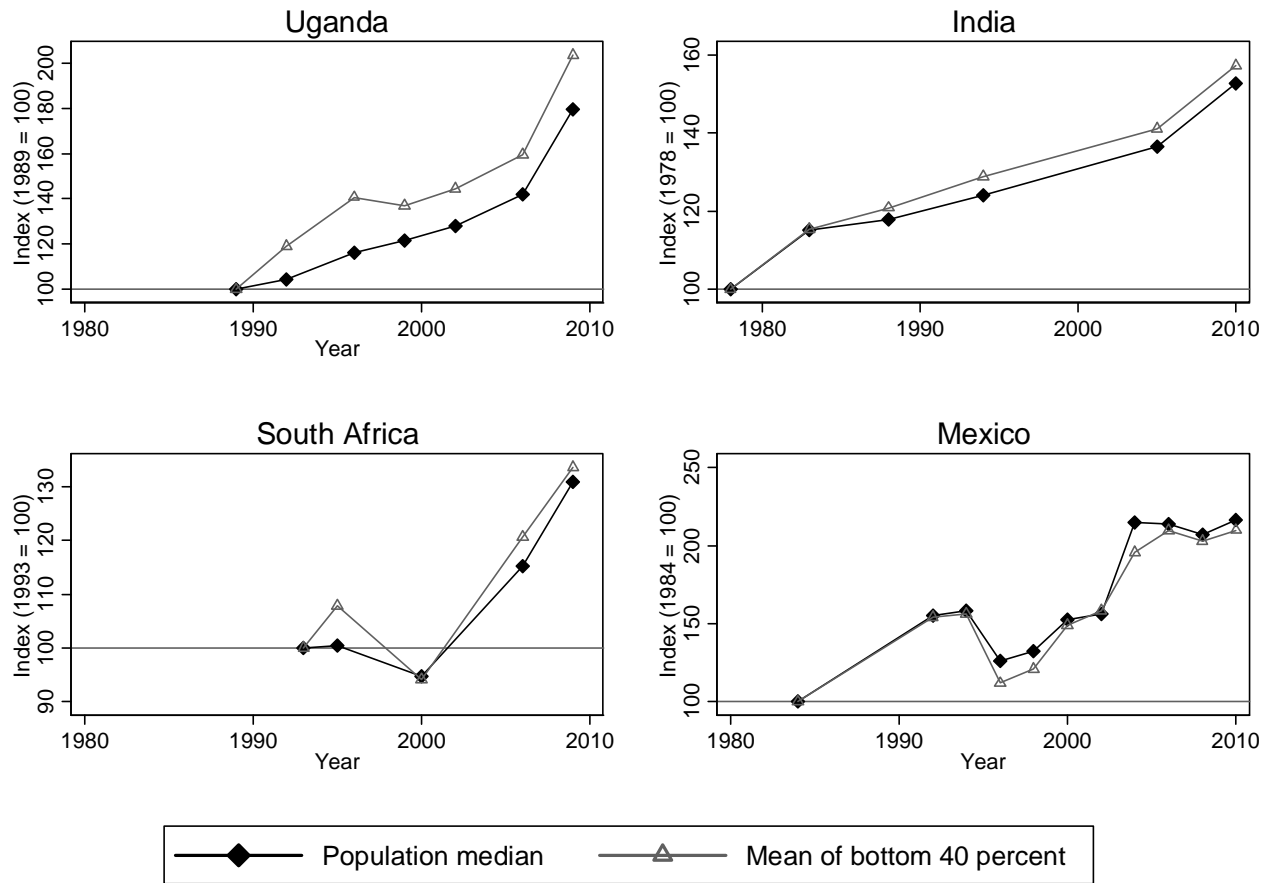 Uganda
Index (1989 = 100)
200
180
160
140
120
100
1980 1990 2000 2010
Year
India
Index (1978 = 100)
160
140
120
100
1980 1990 2000 2010
South Africa
Index (1993 = 100)
130
120
110
100
90
1980 1990 2000 2010
Year
Mexico
Index (1984 = 100)
250
200
150
100
1980 1990 2000 2010
Year
Population median
Mean of bottom 40 percent